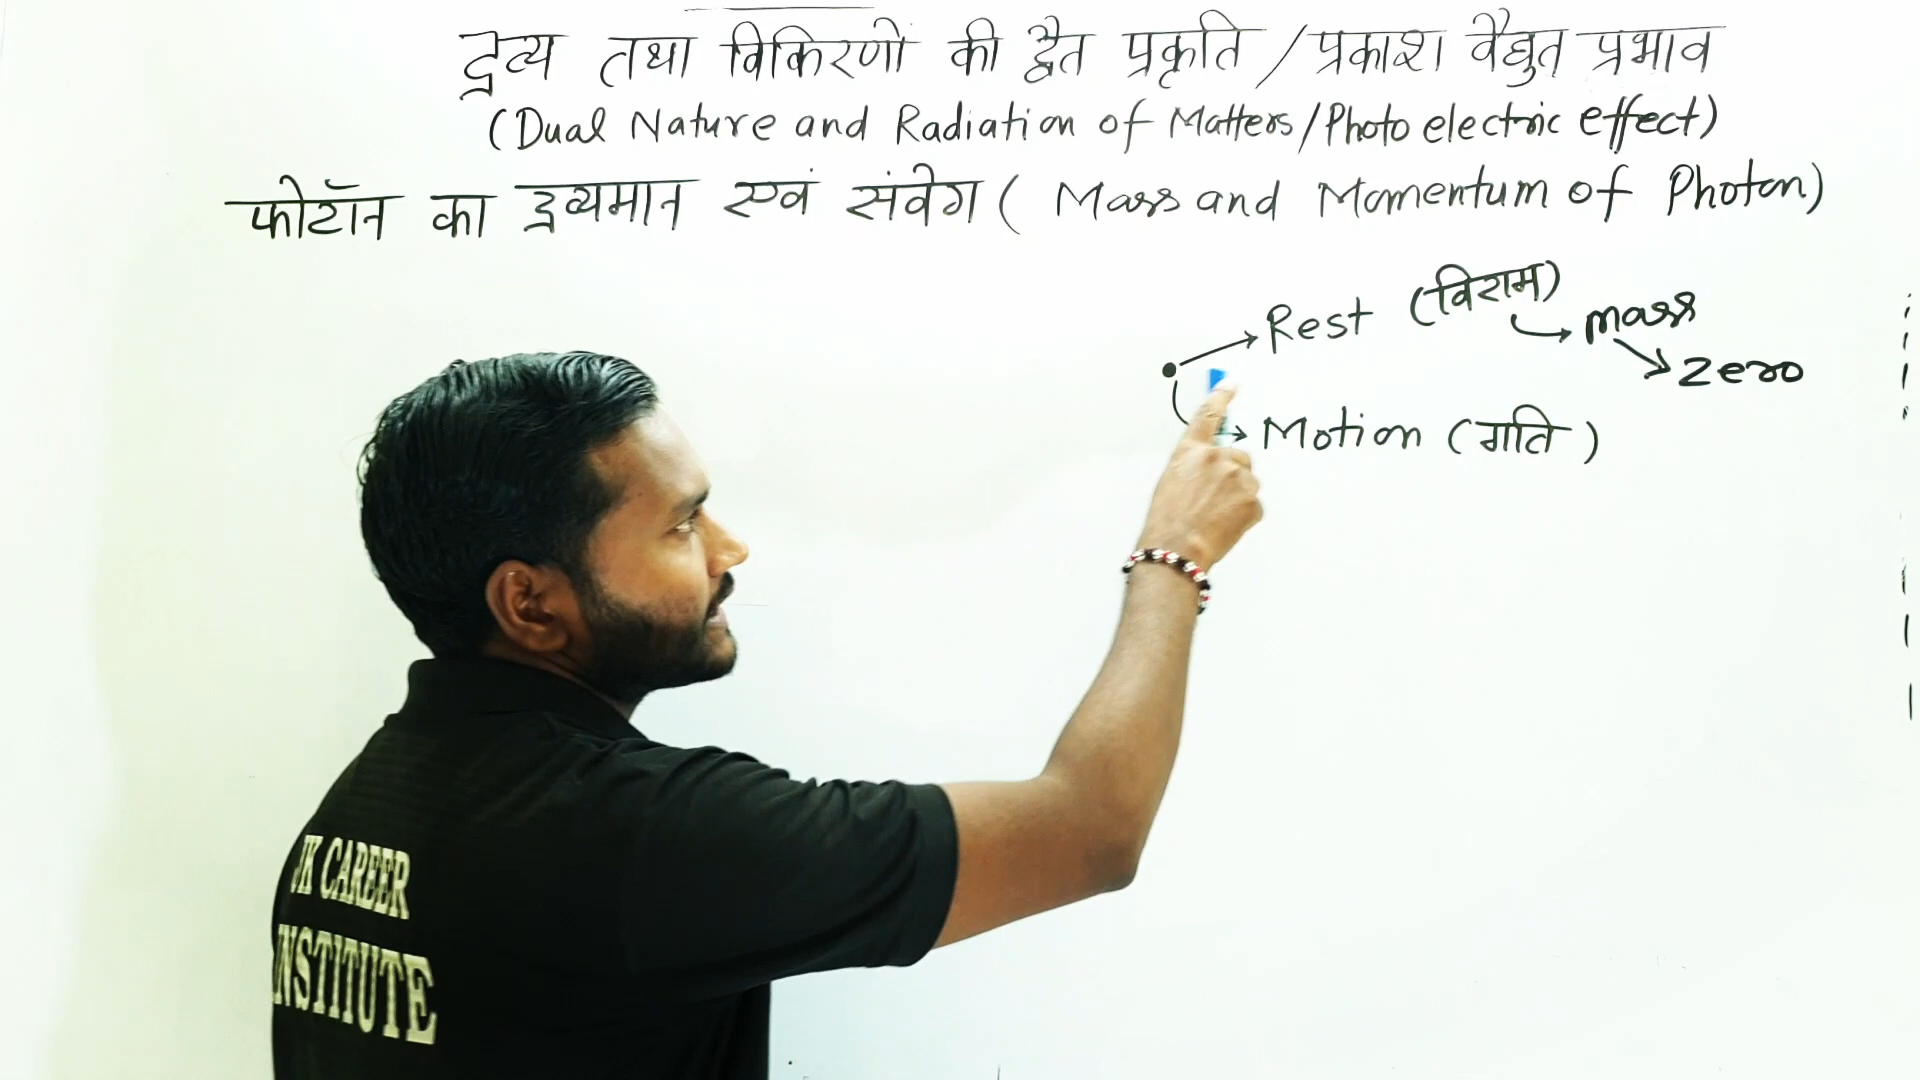 द्रव्य तथा विकिरणों की द्वैत प्रकृति / प्रकाश वैद्युत प्रभाव
(Dual Nature and Radiation of Matters/Photo electric effect)
फोटॉन का द्रव्यमान एवं संवेग ( Mass and Momentum of Photon)
Rest (विराम) → mass
→ Zero
→ Motion (गति)
JK CAREER
INSTITUTE